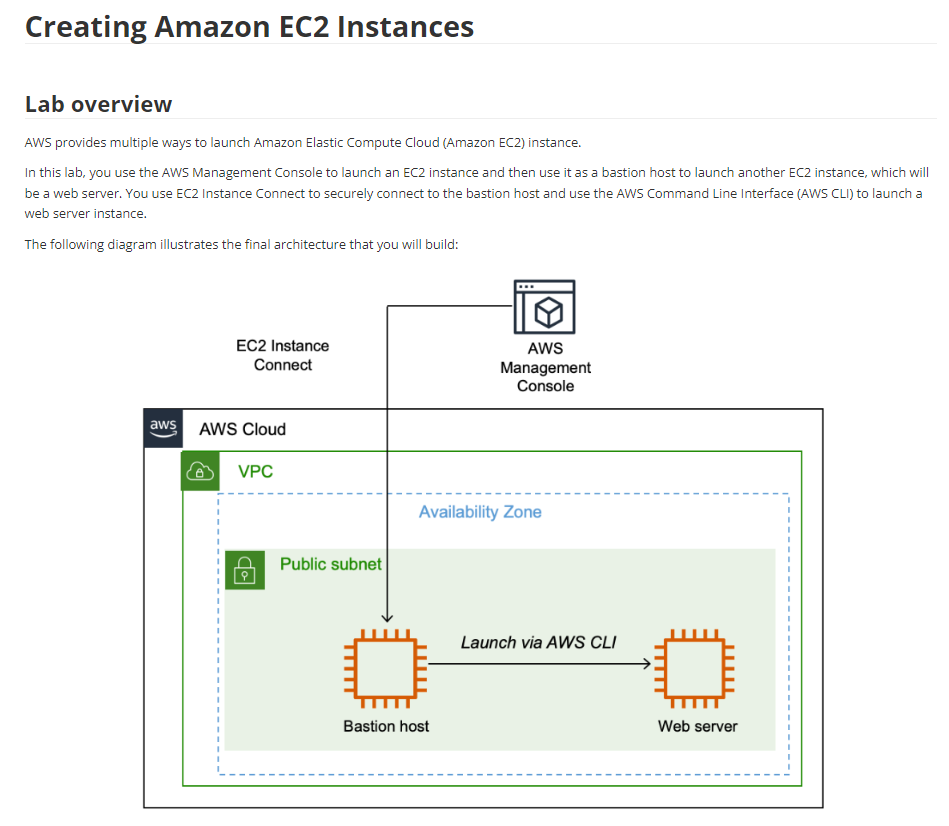 Creating Amazon EC2 Instances
Lab overview
AWS provides multiple ways to launch Amazon Elastic Compute Cloud (Amazon EC2) instance.
In this lab, you use the AWS Management Console to launch an EC2 instance and then use it as a bastion host to launch another EC2 instance, which will
be a web server. You use EC2 Instance Connect to securely connect to the bastion host and use the AWS Command Line Interface (AWS CLI) to launch a
web server instance.
The following diagram illustrates the final architecture that you will build:
EC2 Instance
Connect
AWS
Management
Console
aws
AWS Cloud
VPC
Availability Zone
Public subnet
Launch via AWS CLI
Bastion host
Web server